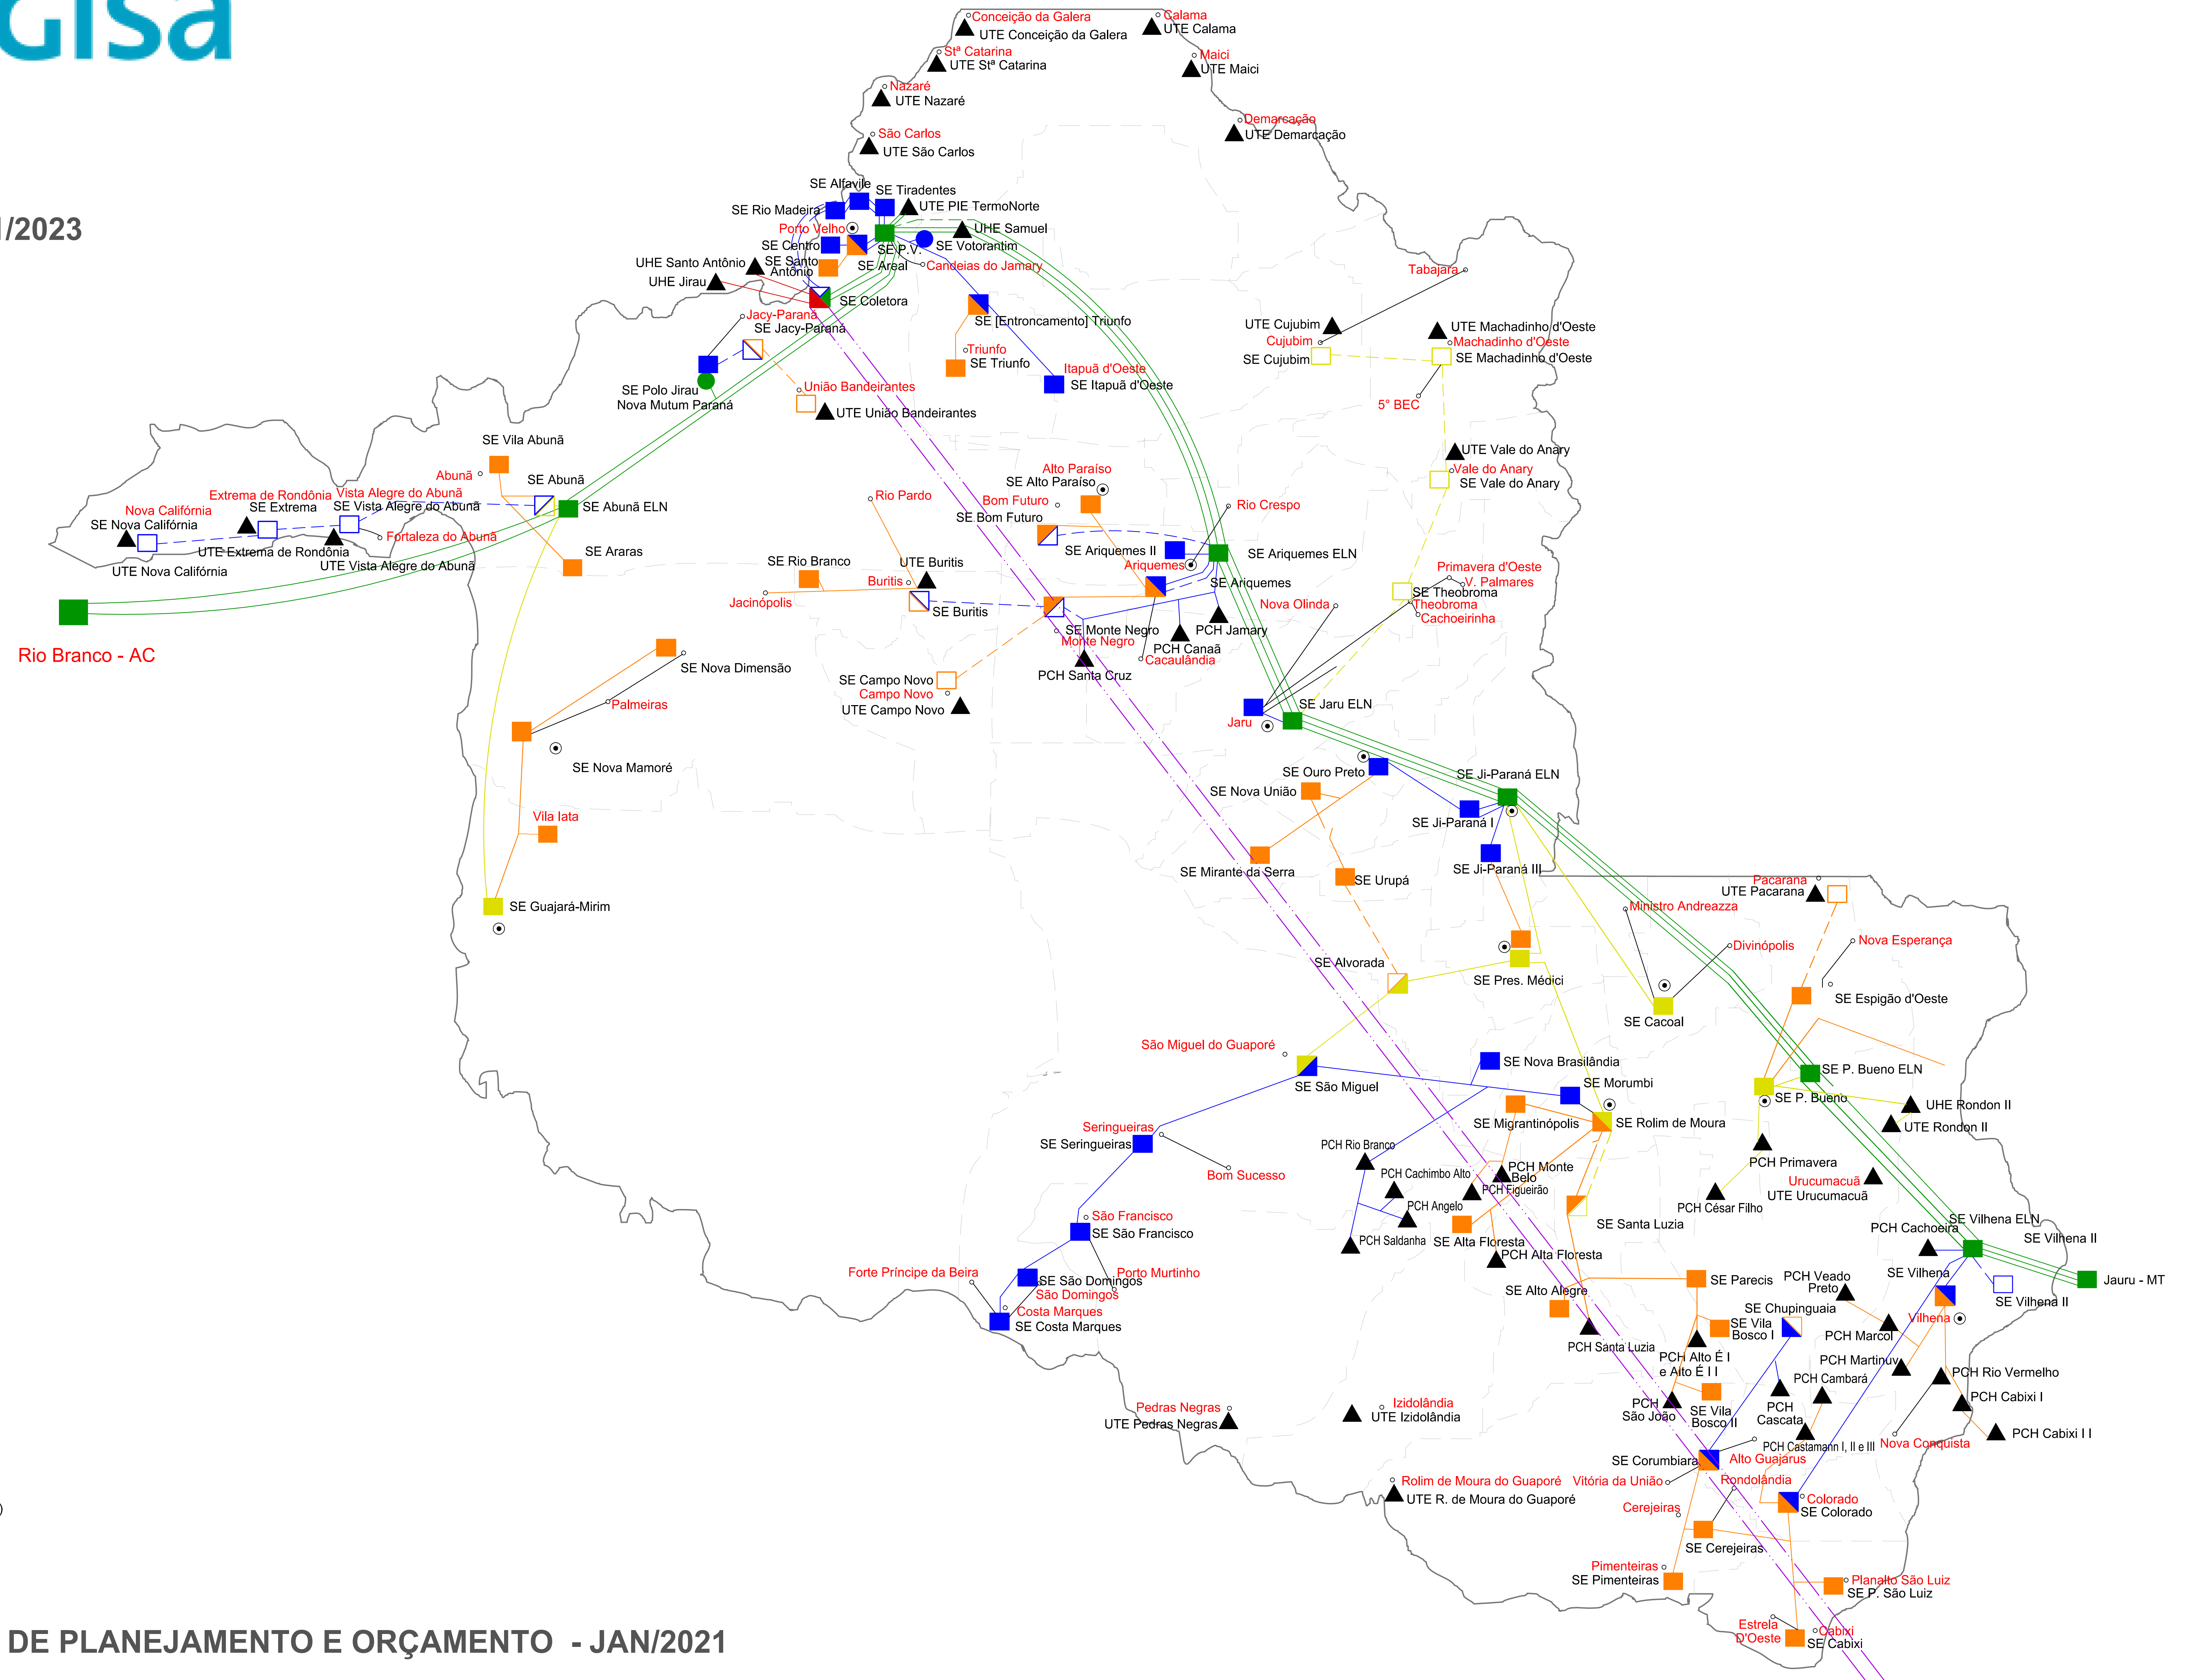 Gisa
1/2023
Conceição da Galera
UTE Conceição da Galera
Calama
UTE Calama
Stª Catarina
UTE Stª Catarina
Maici
UTE Maici
Nazaré
UTE Nazaré
São Carlos
UTE São Carlos
Demarcação
UTE Demarcação
SE Alfavile
SE Tiradentes
SE Rio Madeira
UTE PIE TermoNorte
Porto Velho
UHE Samuel
SE Centro
SE P.V.
SE Votorantim
UHE Santo Antônio
SE Santo
Antônio
SE Areal
Candeias do Jamary
UHE Jirau
SE Coletora
Tabajara
Jacy-Paraná
SE Jacy-Paraná
SE [Entroncamento] Triunfo
UTE Cujubim
Cujubim
SE Cujubim
UTE Machadinho d'Oeste
Machadinho d'Oeste
SE Machadinho d'Oeste
Triunfo
SE Triunfo
Itapuã d'Oeste
SE Itapuã d'Oeste
SE Polo Jirau
Nova Mutum Paraná
União Bandeirantes
UTE União Bandeirantes
5° BEC
SE Vila Abunã
Abunã
SE Abunã
SE Abunã ELN
UTE Vale do Anary
Vale do Anary
SE Vale do Anary
Alto Paraíso
SE Alto Paraíso
Bom Futuro
SE Bom Futuro
Rio Pardo
Rio Crespo
Nova Califórnia
SE Nova Califórnia
UTE Nova Califórnia
Extrema de Rondônia
SE Extrema
UTE Extrema de Rondônia
Vista Alegre do Abunã
SE Vista Alegre do Abunã
Fortaleza do Abunã
UTE Vista Alegre do Abunã
SE Araras
SE Ariquemes II
SE Ariquemes ELN
Ariquemes
SE Ariquemes
SE Rio Branco
UTE Buritis
Buritis
SE Buritis
Jacinópolis
Primavera d'Oeste
V. Palmares
SE Theobroma
Theobroma
Cachoeirinha
Nova Olinda
SE Monte Negro
Monte Negro
PCH Jamary
PCH Canaã
Cacaulândia
PCH Santa Cruz
Rio Branco - AC
SE Nova Dimensão
Palmeiras
SE Campo Novo
Campo Novo
UTE Campo Novo
SE Jaru ELN
Jaru
SE Nova Mamoré
SE Ouro Preto
SE Ji-Paraná ELN
SE Nova União
Vila Iata
SE Ji-Paraná I
SE Mirante da Serra
SE Ji-Paraná III
SE Urupá
Pacarana
UTE Pacarana
SE Guajará-Mirim
Ministro Andreazza
Divinópolis
Nova Esperança
SE Alvorada
SE Pres. Médici
SE Espigão d'Oeste
SE Cacoal
São Miguel do Guaporé
SE São Miguel
SE Nova Brasilândia
SE P. Bueno ELN
SE Morumbi
SE P. Bueno
UHE Rondon II
UTE Rondon II
Seringueiras
SE Seringueiras
SE Migrantinópolis
SE Rolim de Moura
PCH Rio Branco
PCH Primavera
Bom Sucesso
PCH Cachimbo Alto
PCH Monte
Belo
PCH Figueirão
Urucumacuã
UTE Urucumacuã
PCH Angelo
PCH César Filho
São Francisco
SE São Francisco
SE Santa Luzia
PCH Saldanha
SE Alta Floresta
PCH Alta Floresta
PCH Cachoeira
SE Vilhena ELN
SE Vilhena II
Forte Príncipe da Beira
Porto Murtinho
SE São Domingos
São Domingos
Costa Marques
SE Costa Marques
SE Parecis
PCH Veado
Preto
SE Vilhena
Jauru - MT
SE Vilhena II
SE Alto Alegre
SE Chupinguaia
SE Vila
Bosco I
Vilhena
PCH Marcol
PCH Santa Luzia
PCH Alto É I
e Alto É I I
PCH Martinuv
PCH Rio Vermelho
PCH Cambará
PCH Cabixi I
PCH
São João
SE Vila
Bosco II
PCH
Cascata
Pedras Negras
UTE Pedras Negras
Izidolândia
UTE Izidolândia
PCH Castamann I, II e III
Nova Conquista
PCH Cabixi I I
SE Corumbiara
Alto Guajarus
Rolim de Moura do Guaporé
UTE R. de Moura do Guaporé
Vitória da União
Rondolândia
Cerejeiras
Colorado
SE Colorado
)
SE Cerejeiras
Pimenteiras
SE Pimenteiras
Planalto São Luiz
SE P. São Luiz
Estrela
D'Oeste
Cabixi
SE Cabixi
DE PLANEJAMENTO E ORÇAMENTO - JAN/2021